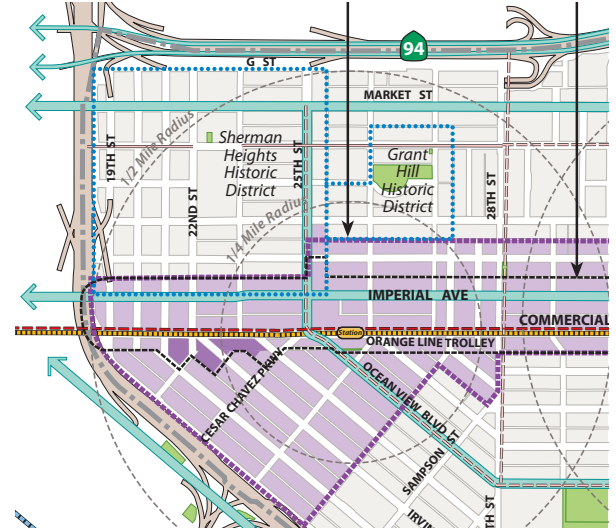 94
G ST
MARKET ST
1/2 Mile Radius
Sherman
Heights
Historic
District
Grant
Hill
Historic
District
19TH ST
22ND ST
25TH ST
28TH ST
1/4 Mile Radius
IMPERIAL AVE
COMMERCIAL
Station
ORANGE LINE TROLLEY
CESAR CHAVEZ PKWY
OCEAN VIEW BLVD
SAMPSON ST
IRVIN
TH ST